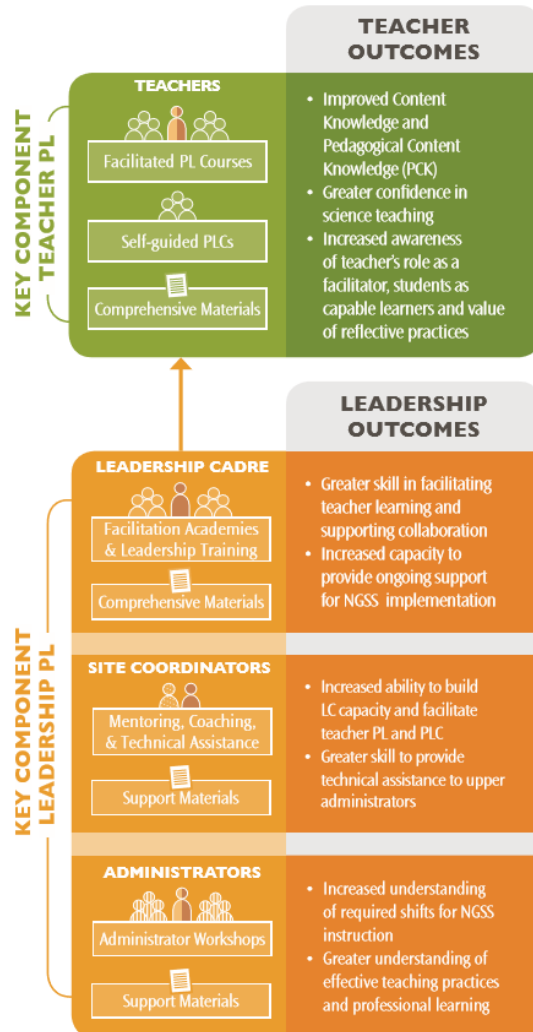 TEACHER
OUTCOMES
KEY COMPONENT
TEACHER PL
TEACHERS
Facilitated PL Courses
Self-guided PLCs
Comprehensive Materials
• Improved Content
Knowledge and
Pedagogical Content
Knowledge (PCK)
• Greater confidence in
science teaching
• Increased awareness
of teacher's role as a
facilitator, students as
capable learners and value
of reflective practices
LEADERSHIP
OUTCOMES
KEY COMPONENT
LEADERSHIP PL
LEADERSHIP CADRE
Facilitation Academies
& Leadership Training
Comprehensive Materials
• Greater skill in facilitating
teacher learning and
supporting collaboration
• Increased capacity to
provide ongoing support
for NGSS implementation
SITE COORDINATORS
Mentoring, Coaching,
& Technical Assistance
Support Materials
• Increased ability to build
LC capacity and facilitate
teacher PL and PLC
• Greater skill to provide
technical assistance to upper
administrators
ADMINISTRATORS
Administrator Workshops
Support Materials
• Increased understanding
of required shifts for NGSS
instruction
• Greater understanding of
effective teaching practices
and professional learning